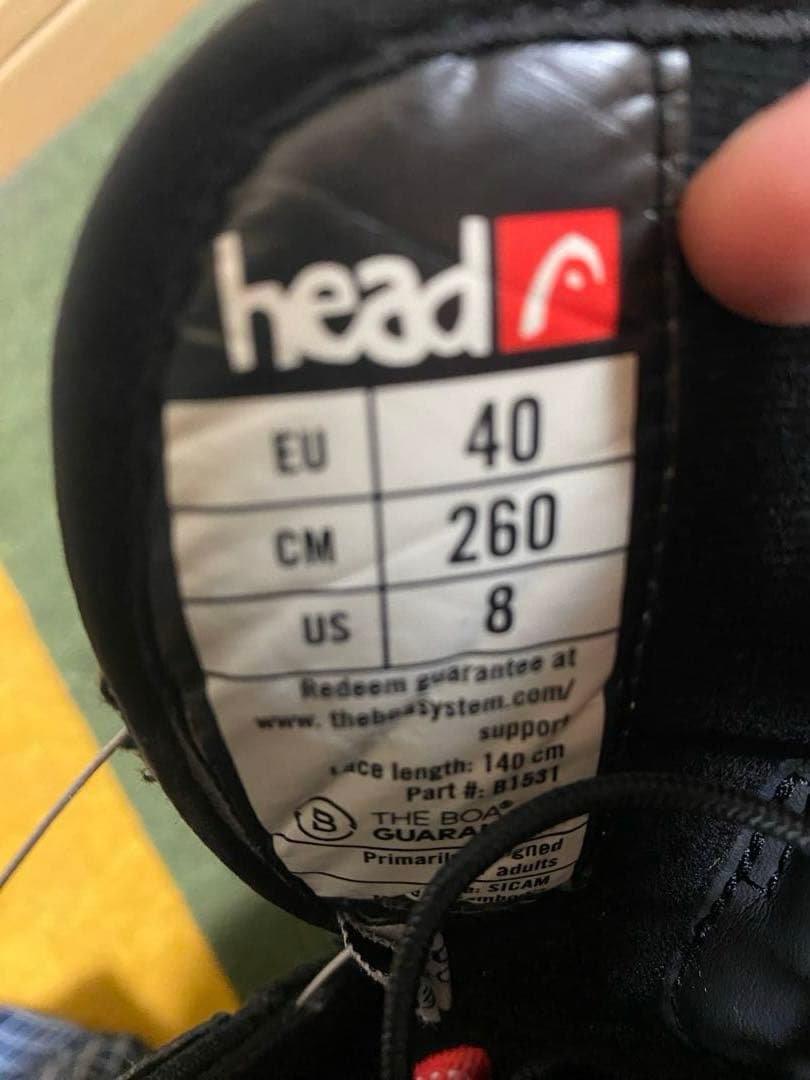 head
EU 40
CM 260
US 8
Redeem guarantee at
www. theboasystem.com/
support
Lace length: 140 cm
Part #: B1531
B THE BOA®
Primarily
adults
SICAM